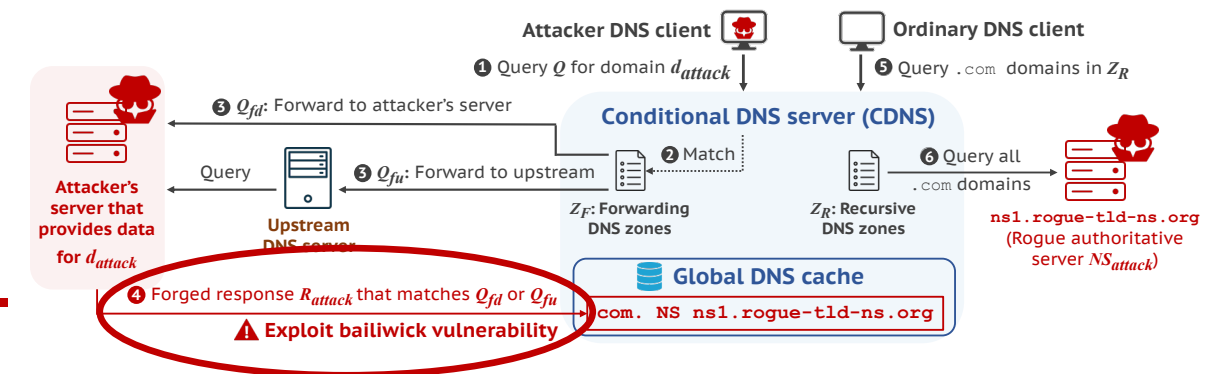 Attacker DNS client
Ordinary DNS client
❶ Query Q for domain d_attack
❺ Query .com domains in Z_R
❸ Q_fd: Forward to attacker's server
Conditional DNS server (CDNS)
❷ Match
❻ Query all
.com domains
Query
❸ Q_fu: Forward to upstream
Attacker's
server that
provides data
for d_attack
Upstream
DNS server
Z_F: Forwarding
DNS zones
Z_R: Recursive
DNS zones
ns1.rogue-tld-ns.org
(Rogue authoritative
server NS_attack)
Global DNS cache
❹ Forged response R_attack that matches Q_fd or Q_fu
com. NS ns1.rogue-tld-ns.org
Exploit bailiwick vulnerability